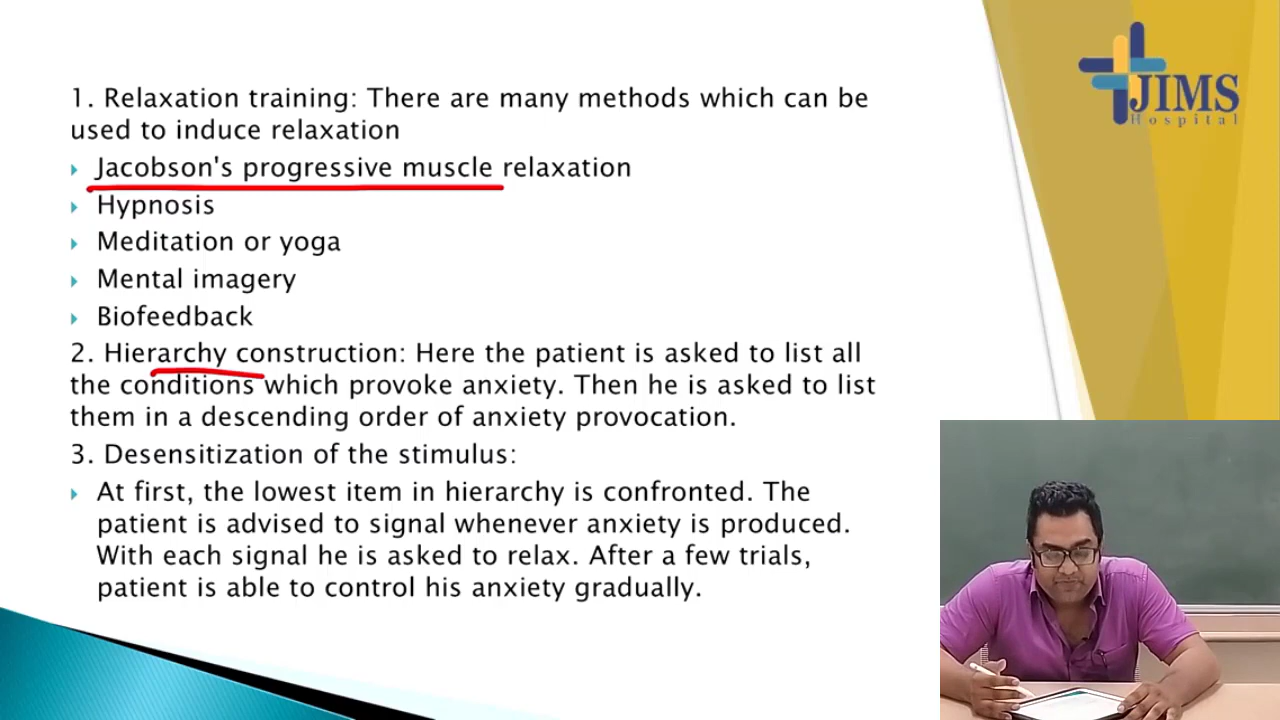 JIMS
Hospital
1. Relaxation training: There are many methods which can be
used to induce relaxation
Jacobson's progressive muscle relaxation
Hypnosis
Meditation or yoga
Mental imagery
Biofeedback
2. Hierarchy construction: Here the patient is asked to list all
the conditions which provoke anxiety. Then he is asked to list
them in a descending order of anxiety provocation.
3. Desensitization of the stimulus:
At first, the lowest item in hierarchy is confronted. The
patient is advised to signal whenever anxiety is produced.
With each signal he is asked to relax. After a few trials,
patient is able to control his anxiety gradually.